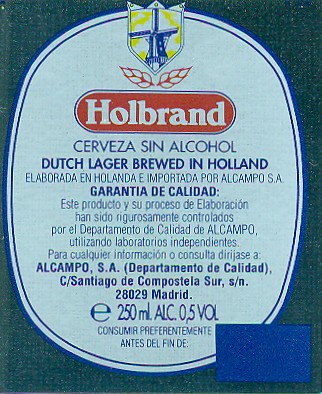 Holbrand
CERVEZA SIN ALCOHOL
DUTCH LAGER BREWED IN HOLLAND
ELABORADA EN HOLANDA E IMPORTADA POR ALCAMPO S.A.
GARANTIA DE CALIDAD:
Este producto y su proceso de Elaboración
han sido rigurosamente controlados
por el Departamento de Calidad de ALCAMPO,
utilizando laboratorios independientes.
Para cualquier información o consulta dirijase a:
ALCAMPO, S.A. (Departamento de Calidad),
C/Santiago de Compostela Sur, s/n.
28029 Madrid.
℮ 250 ml. ALC. 0,5 VOL
CONSUMIR PREFERENTEMENTE
ANTES DEL FIN DE: